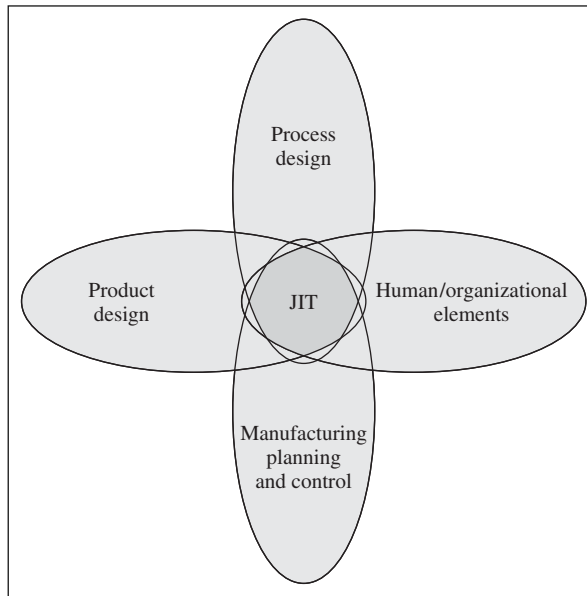 Process
design
Product
design
JIT
Human/organizational
elements
Manufacturing
planning
and control